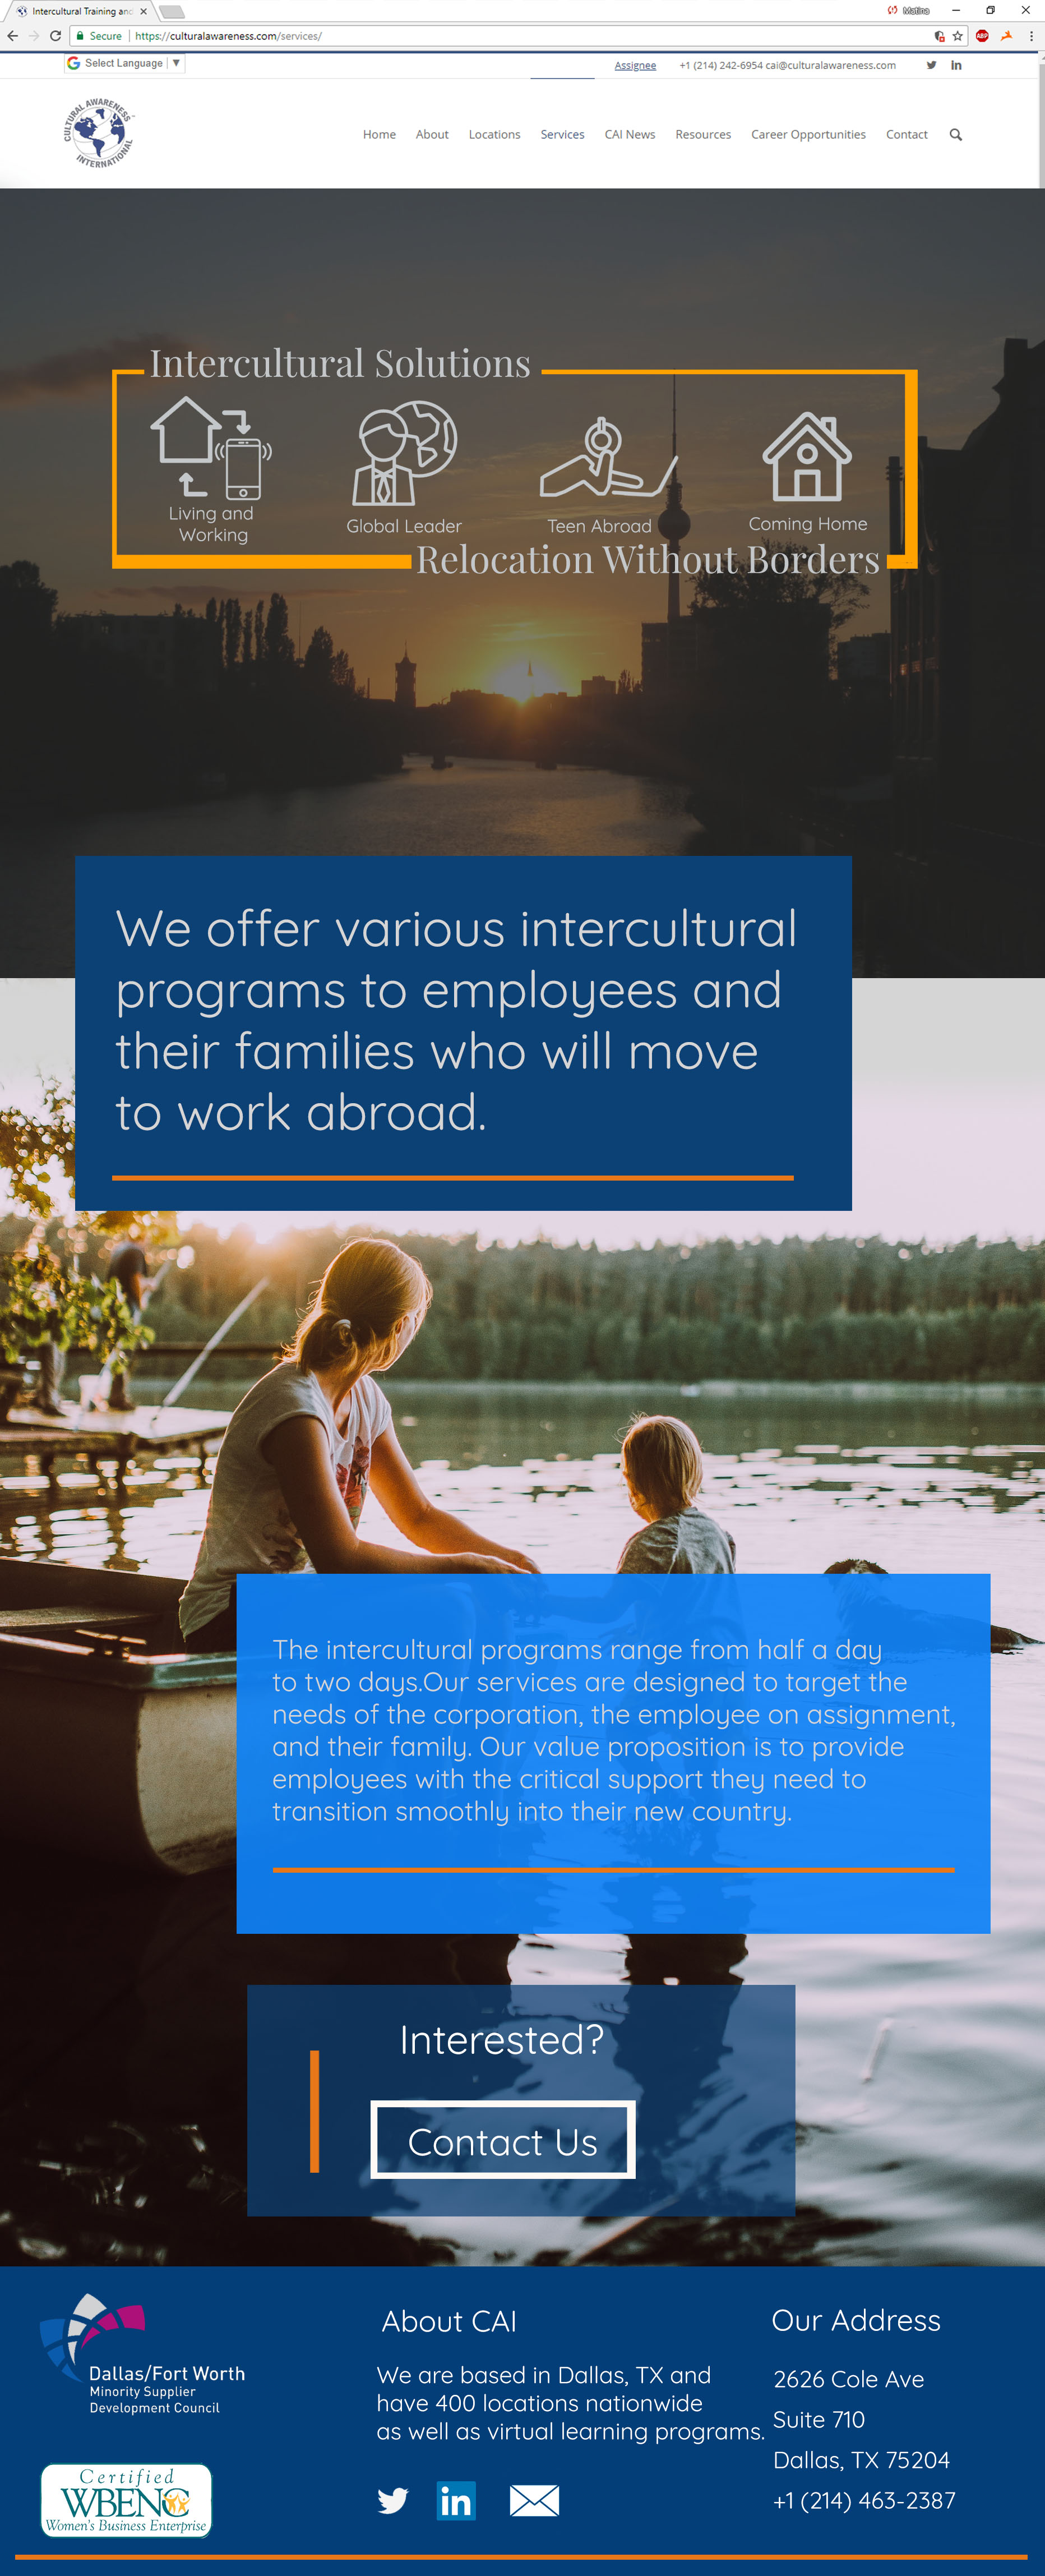 Intercultural Training and
Matina
Secure | https://culturalawareness.com/services/
ABP
G Select Language ▼
Assignee +1 (214) 242-6954 cai@culturalawareness.com
in
CULTURAL AWARENESS
INTERNATIONAL
Home About Locations Services CAI News Resources Career Opportunities Contact
Intercultural Solutions
Living and
Working
Global Leader
Teen Abroad
Coming Home
Relocation Without Borders
We offer various intercultural
programs to employees and
their families who will move
to work abroad.
The intercultural programs range from half a day
to two days.Our services are designed to target the
needs of the corporation, the employee on assignment,
and their family. Our value proposition is to provide
employees with the critical support they need to
transition smoothly into their new country.
Interested?
Contact Us
Dallas/Fort Worth
Minority Supplier
Development Council
Certified
WBENC
Women's Business Enterprise
About CAI
We are based in Dallas, TX and
have 400 locations nationwide
as well as virtual learning programs.
in
Our Address
2626 Cole Ave
Suite 710
Dallas, TX 75204
+1 (214) 463-2387